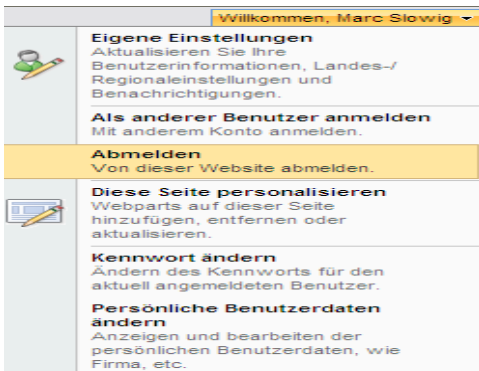 Willkommen, Marc Slowig
Eigene Einstellungen
Aktualisieren Sie Ihre
Benutzerinformationen, Landes-/
Regionaleinstellungen und
Benachrichtigungen.
Als anderer Benutzer anmelden
Mit anderem Konto anmelden.
Abmelden
Von dieser Website abmelden.
Diese Seite personalisieren
Webparts auf dieser Seite
hinzufügen, entfernen oder
aktualisieren.
Kennwort ändern
Ändern des Kennworts für den
aktuell angemeldeten Benutzer.
Persönliche Benutzerdaten
ändern
Anzeigen und bearbeiten der
persönlichen Benutzerdaten, wie
Firma, etc.